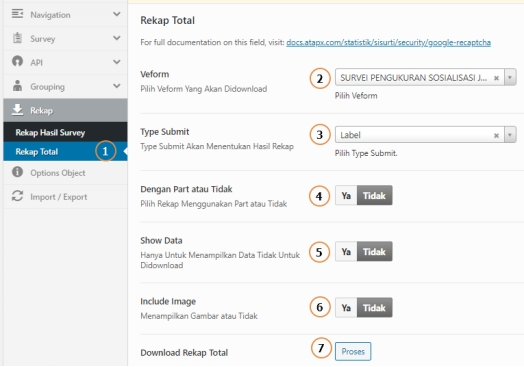 Navigation
Survey
API
Grouping
Rekap
Rekap Hasil Survey
Rekap Total
1
Options Object
Import / Export
Rekap Total
For full documentation on this field, visit: docs.atapx.com/statistik/sisurti/security/google-recaptcha
Veform
Pilih Veform Yang Akan Didownload
2
SURVEI PENGUKURAN SOSIALISASI J...
Pilih Veform
Type Submit
Type Submit Akan Menentukan Hasil Rekap
3
Label
Pilih Type Submit.
Dengan Part atau Tidak
Pilih Rekap Menggunakan Part atau Tidak
4
Ya Tidak
Show Data
Hanya Untuk Menampilkan Data Tidak Untuk
Didownload
5
Ya Tidak
Include Image
Menampilkan Gambar atau Tidak
6
Ya Tidak
Download Rekap Total
7
Proses